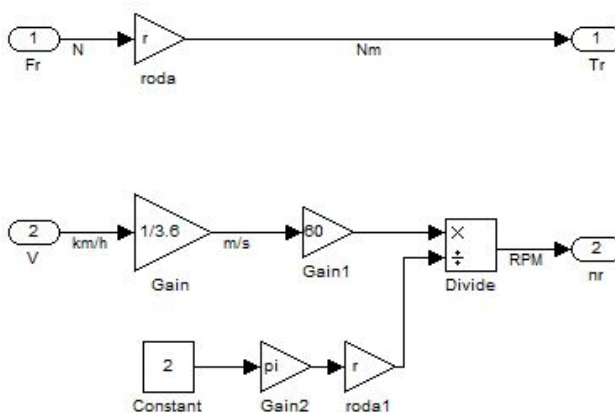 1
Fr
N
r
roda
Nm
1
Tr
2
V
km/h
1/3.6
Gain
m/s
60
Gain1
×
÷
Divide
RPM
2
nr
2
Constant
pi
Gain2
r
roda1